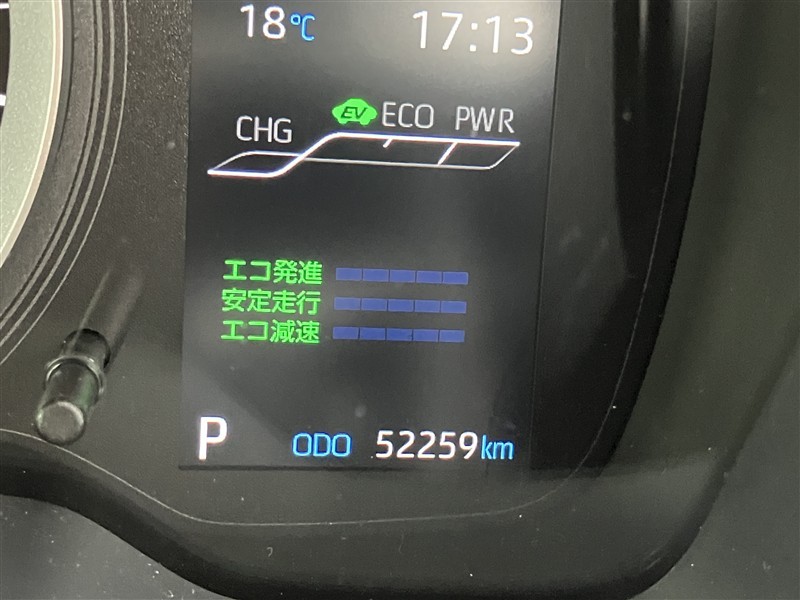 18℃ 17:13
EV ECO PWR
CHG
エコ発進
安定走行
エコ減速
P ODO 52259km